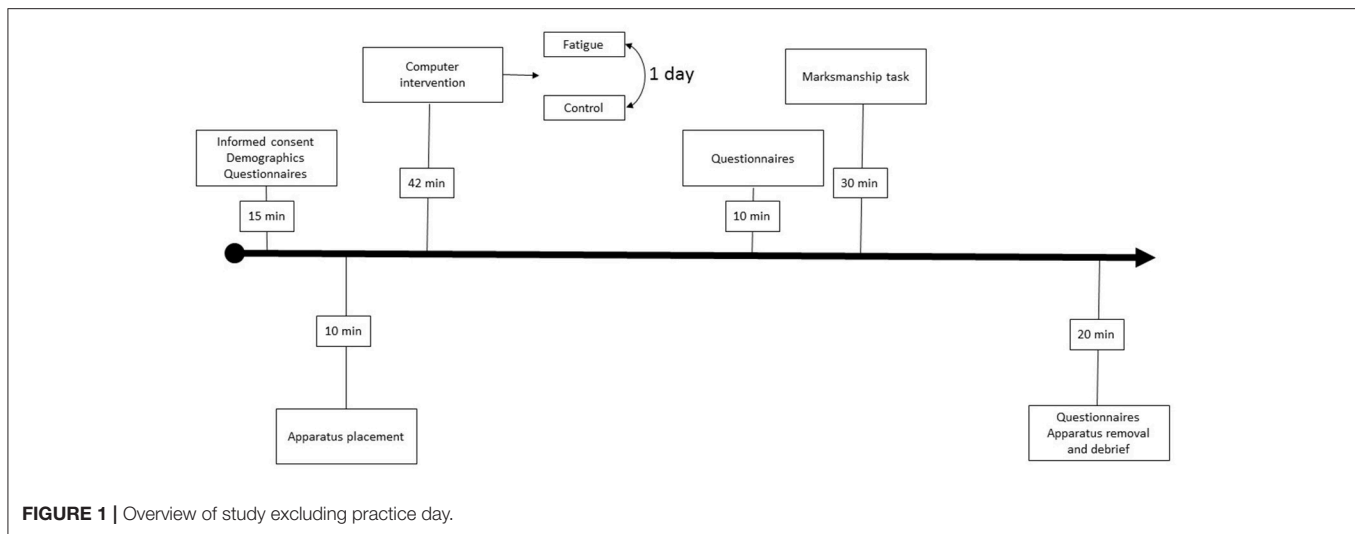 Fatigue
Computer
intervention
1 day
Control
Marksmanship task
Informed consent
Demographics
Questionnaires
Questionnaires
42 min
30 min
15 min
10 min
10 min
20 min
Apparatus placement
Questionnaires
Apparatus removal
and debrief
FIGURE 1 | Overview of study excluding practice day.